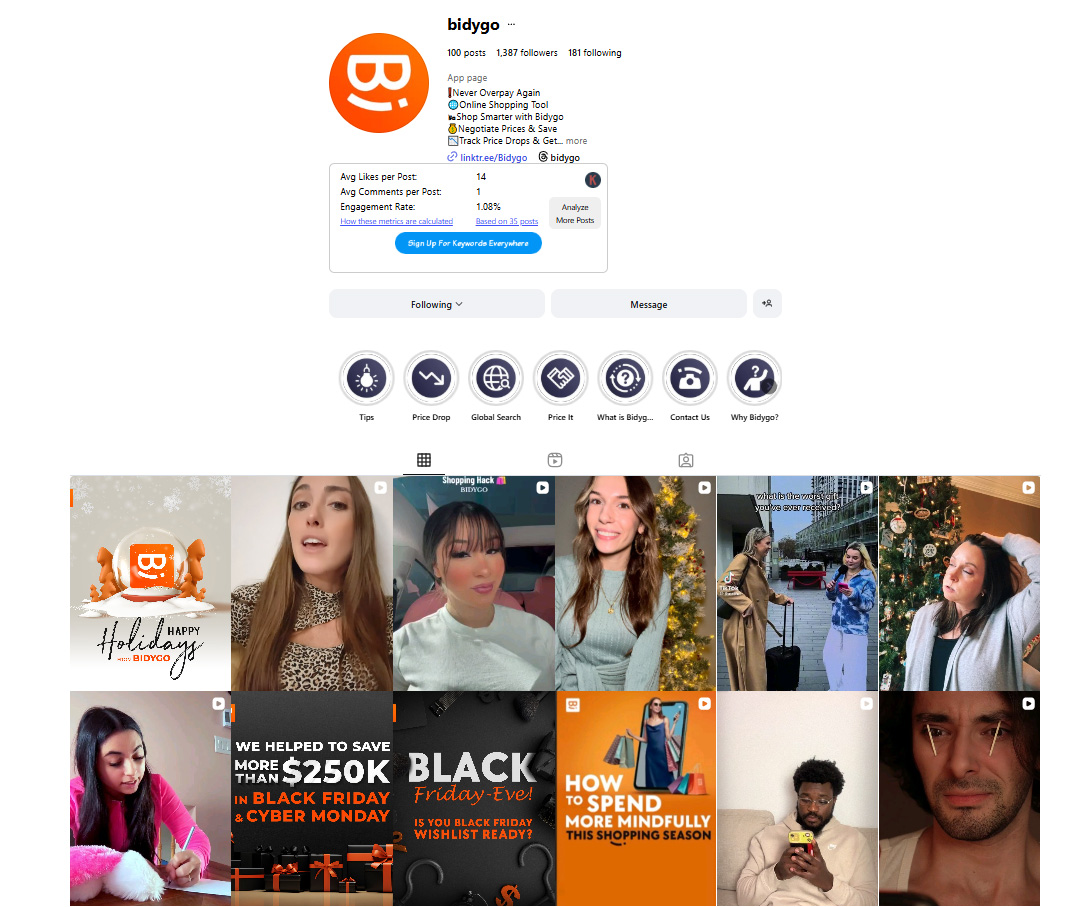 bidygo ...
100 posts 1,387 followers 181 following
App page
Never Overpay Again
Online Shopping Tool
Shop Smarter with Bidygo
Negotiate Prices & Save
Track Price Drops & Get... more
linktr.ee/Bidygo bidygo
Avg Likes per Post: 14
Avg Comments per Post: 1
Engagement Rate: 1.08%
How these metrics are calculated Based on 35 posts
K
Analyze
More Posts
Sign Up For Keywords Everywhere
Following Message
Tips Price Drop Global Search Price It What is Bidyg... Contact Us Why Bidygo?
HAPPY
Holidays
BIDYGO
Shopping Hack
BIDYGO
what is the worst gift
you've ever received?
TikTok
WE HELPED TO SAVE
MORE
THAN $250K
IN BLACK FRIDAY
& CYBER MONDAY
BLACK
Friday-Eve!
IS YOU BLACK FRIDAY
WISHLIST READY?
HOW
TO SPEND
MORE MINDFULLY
THIS SHOPPING SEASON